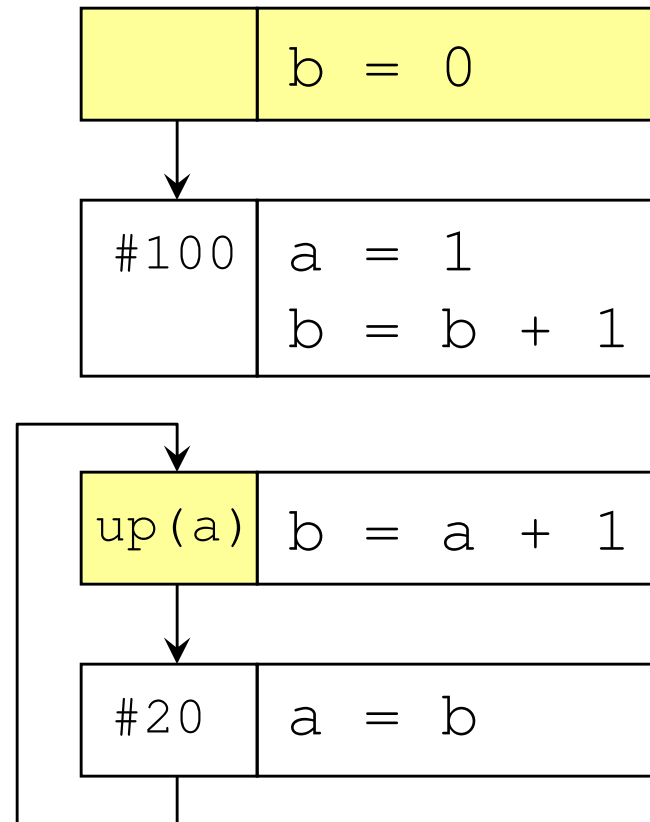 b = 0
#100 a = 1
b = b + 1
up(a) b = a + 1
#20 a = b